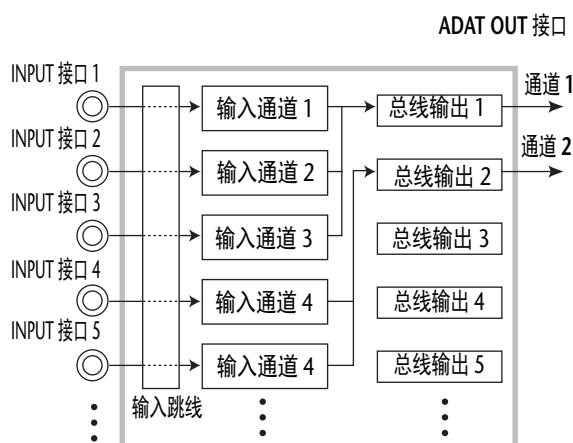 ADAT OUT 接口
INPUT 接口 1
输入通道 1
总线输出 1
通道 1
INPUT 接口 2
输入通道 2
总线输出 2
通道 2
INPUT 接口 3
输入通道 3
总线输出 3
INPUT 接口 4
输入通道 4
总线输出 4
INPUT 接口 5
输入通道 4
总线输出 5
输入跳线